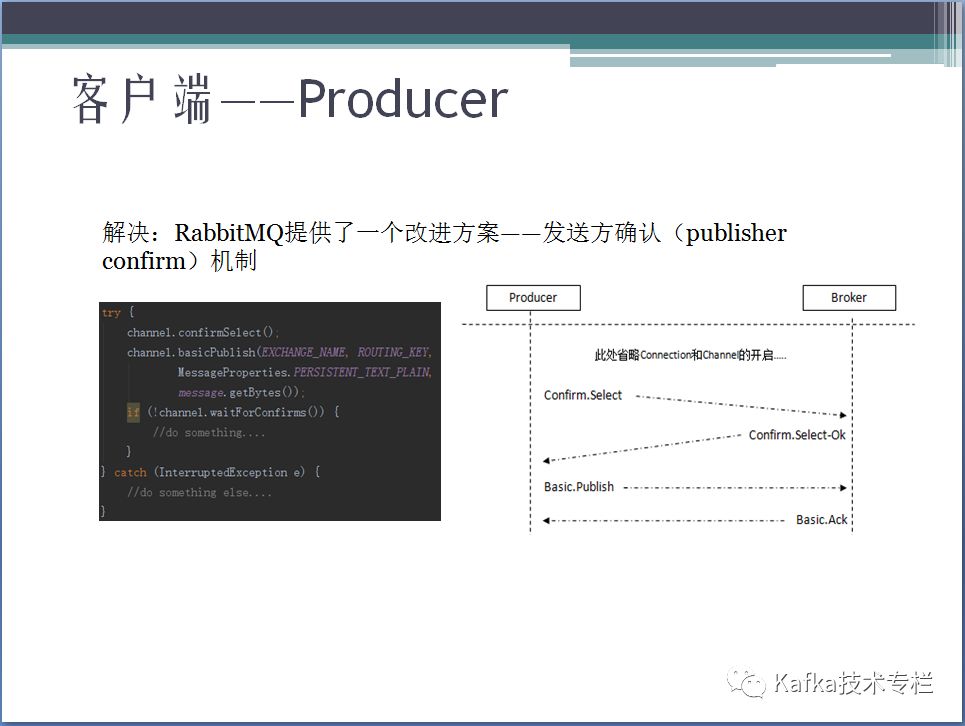 客户端——Producer
解决：RabbitMQ提供了一个改进方案——发送方确认（publisher
confirm）机制
try {
channel.confirmSelect();
channel.basicPublish(EXCHANGE_NAME, ROUTING_KEY,
MessageProperties.PERSISTENT_TEXT_PLAIN,
message.getBytes());
if (!channel.waitForConfirms()) {
//do something....
}
} catch (InterruptedException e) {
//do something else....
}
Producer
Broker
此处省略Connection和Channel的开启.....
Confirm.Select
Confirm.Select-Ok
Basic.Publish
Basic.Ack
Kafka技术专栏